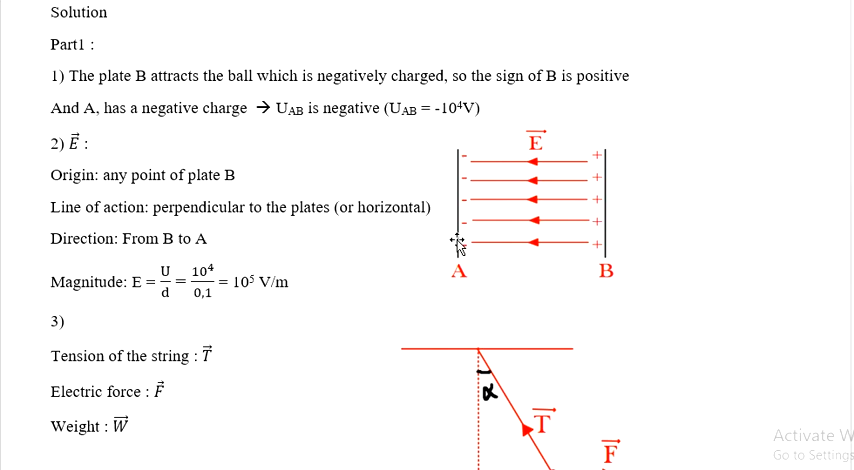 Solution
Part1 :
1) The plate B attracts the ball which is negatively charged, so the sign of B is positive
And A, has a negative charge → U_AB is negative (U_AB = -10⁴V)
2) E⃗ :
E⃗
Origin: any point of plate B
Line of action: perpendicular to the plates (or horizontal)
Direction: From B to A
A B
Magnitude: E = U/d = 10⁴/0,1 = 10⁵ V/m
3)
Tension of the string : T⃗
Electric force : F⃗
α
Weight : W⃗
T⃗
F⃗
Activate W
Go to Settings